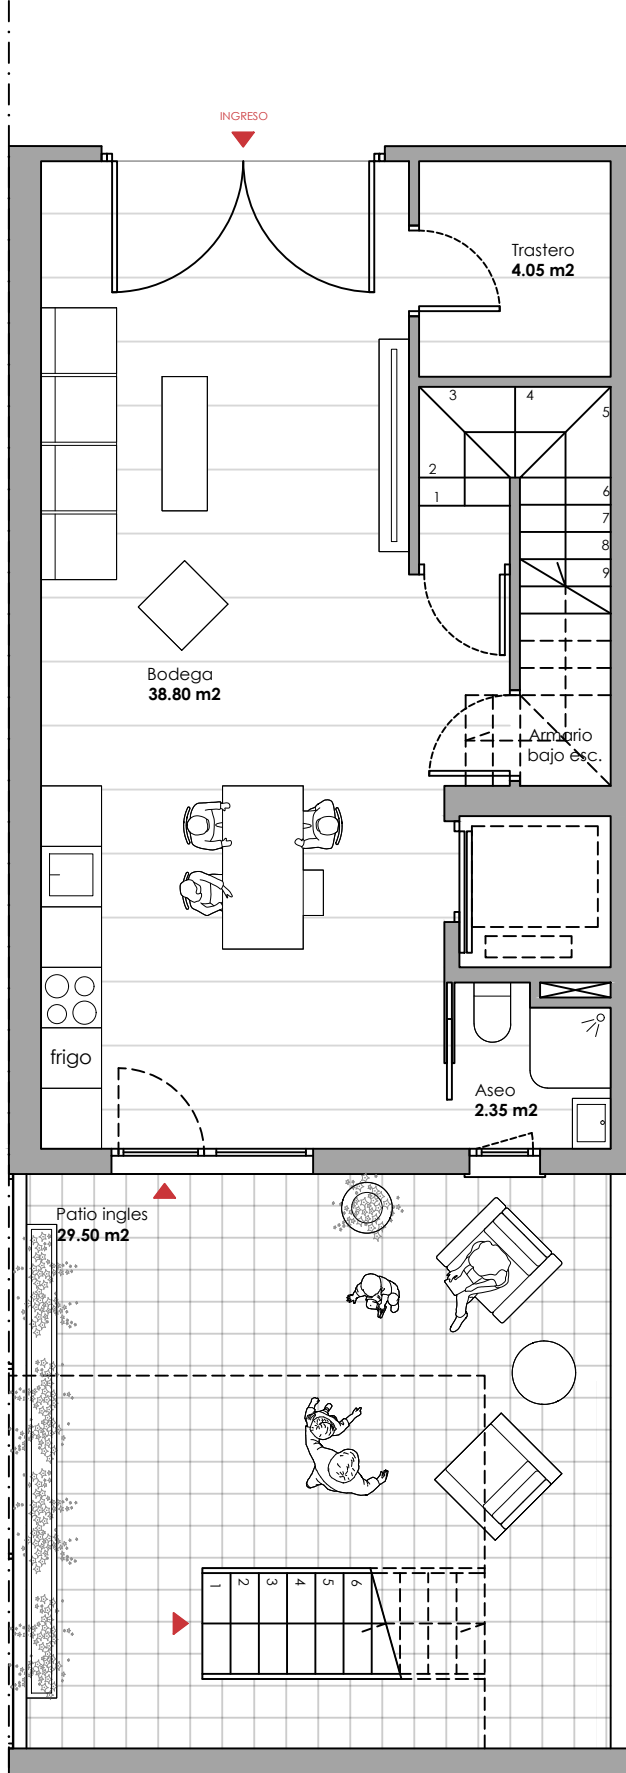 INGRESO
Trastero
4.05 m2
3
4
5
2
1
6
7
8
9
Bodega
38.80 m2
Armario
bajo esc.
frigo
Aseo
2.35 m2
Patio ingles
29.50 m2
1
2
3
4
5
6